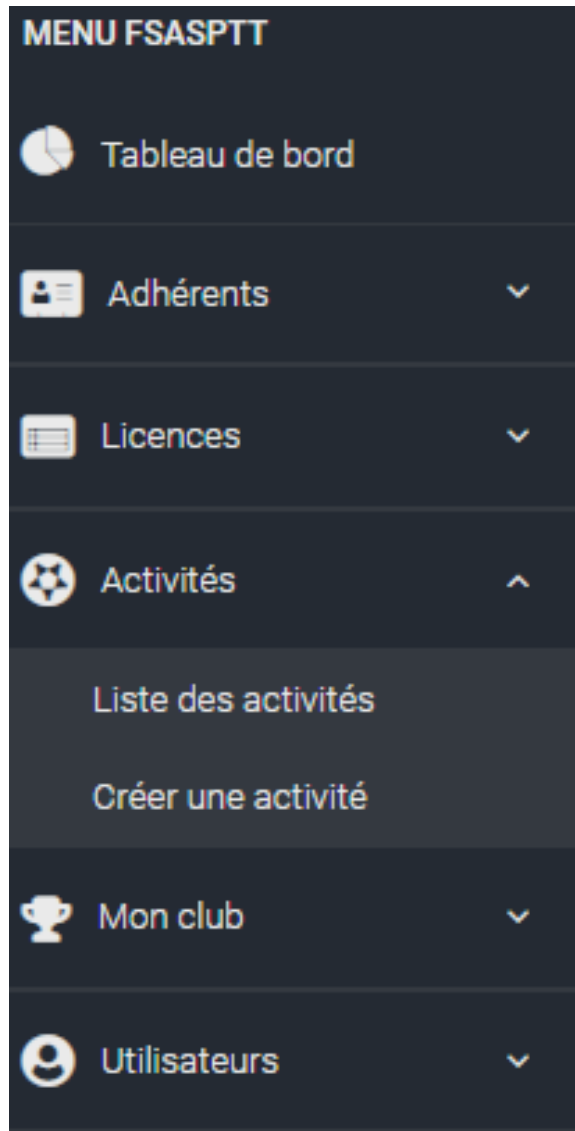 MENU FSASPTT
Tableau de bord
Adhérents
Licences
Activités
Liste des activités
Créer une activité
Mon club
Utilisateurs